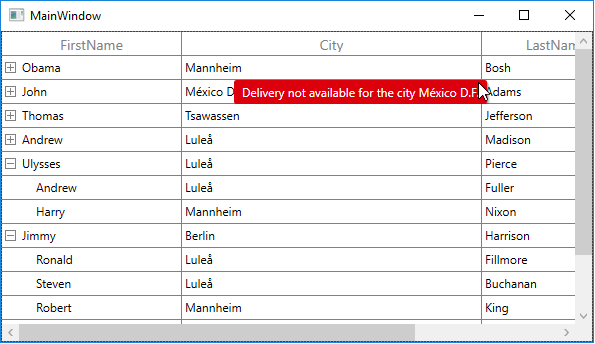 MainWindow
FirstName City LastNam
Obama Mannheim Bosh
John México D Delivery not available for the city México D.F. Adams
Thomas Tsawassen Jefferson
Andrew Luleå Madison
Ulysses Luleå Pierce
Andrew Luleå Fuller
Harry Mannheim Nixon
Jimmy Berlin Harrison
Ronald Luleå Fillmore
Steven Luleå Buchanan
Robert Mannheim King